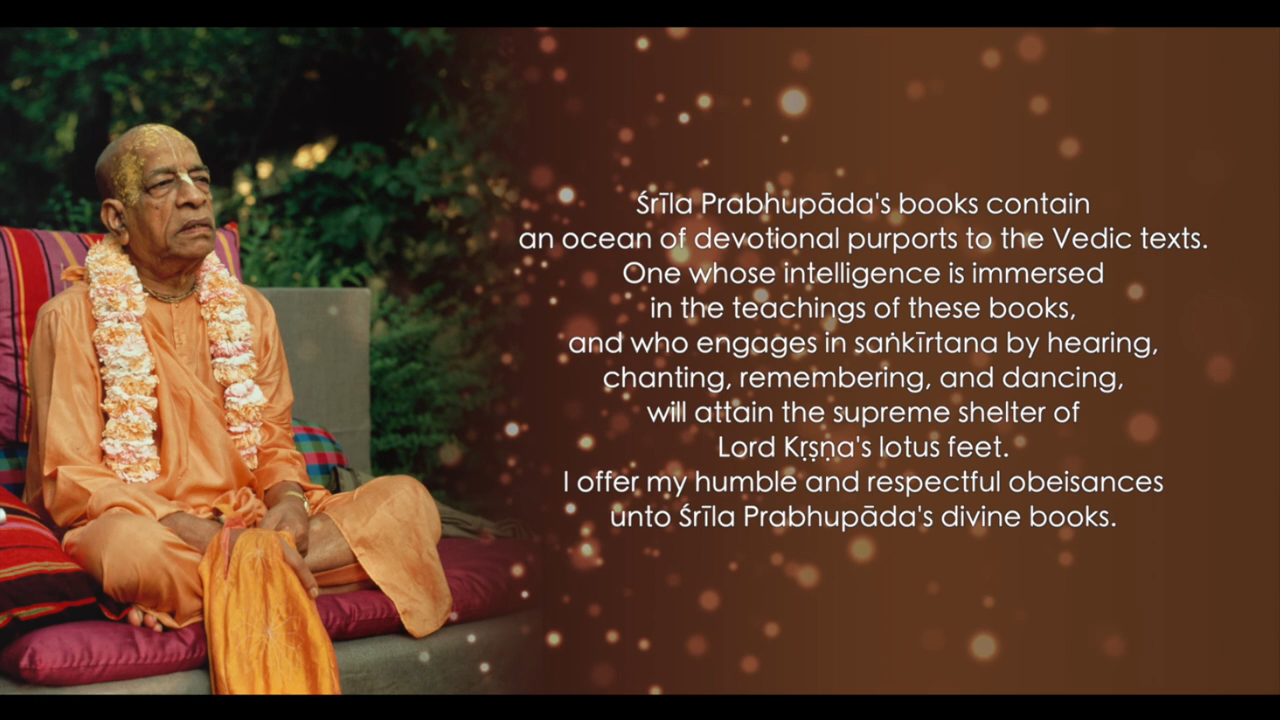 Śrīla Prabhupāda's books contain
an ocean of devotional purports to the Vedic texts.
One whose intelligence is immersed
in the teachings of these books,
and who engages in saṅkīrtana by hearing,
chanting, remembering, and dancing,
will attain the supreme shelter of
Lord Kṛṣṇa's lotus feet.
I offer my humble and respectful obeisances
unto Śrīla Prabhupāda's divine books.